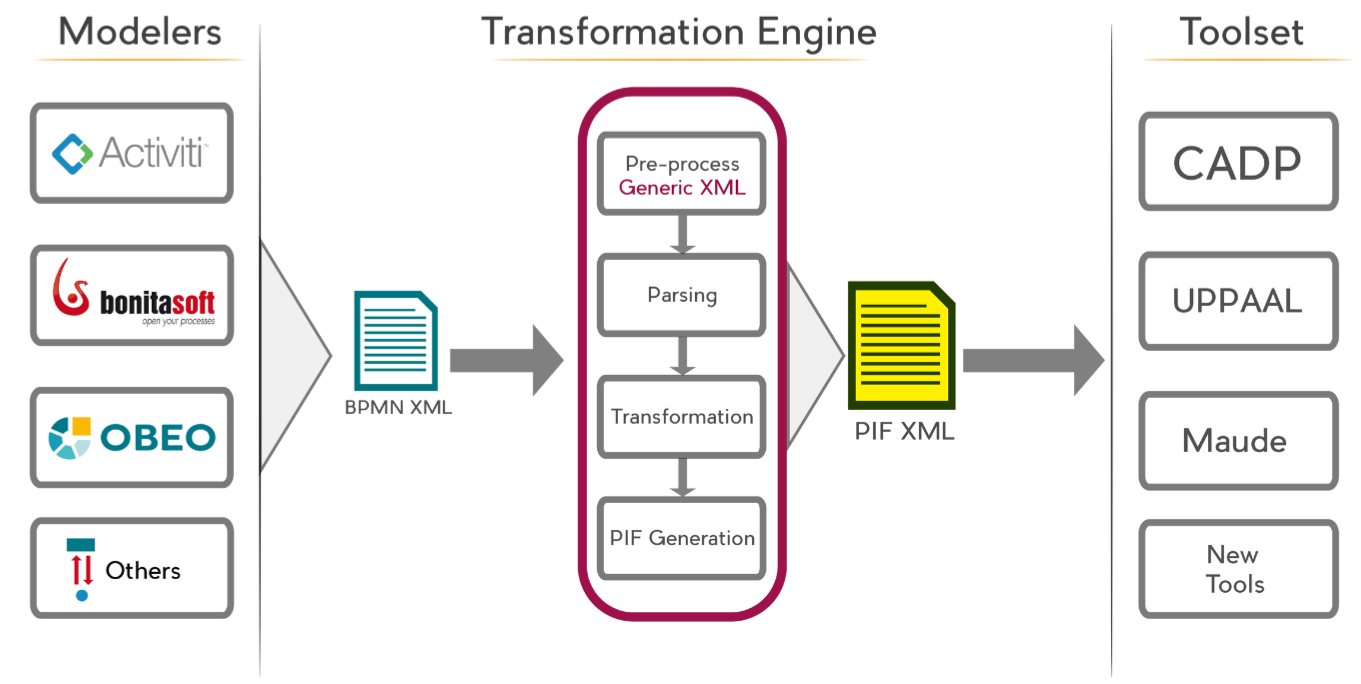 Modelers
Transformation Engine
Toolset
Activiti™
bonitasoft
open your processes
OBEO
Others
BPMN XML
Pre-process
Generic XML
Parsing
Transformation
PIF Generation
PIF XML
CADP
UPPAAL
Maude
New
Tools